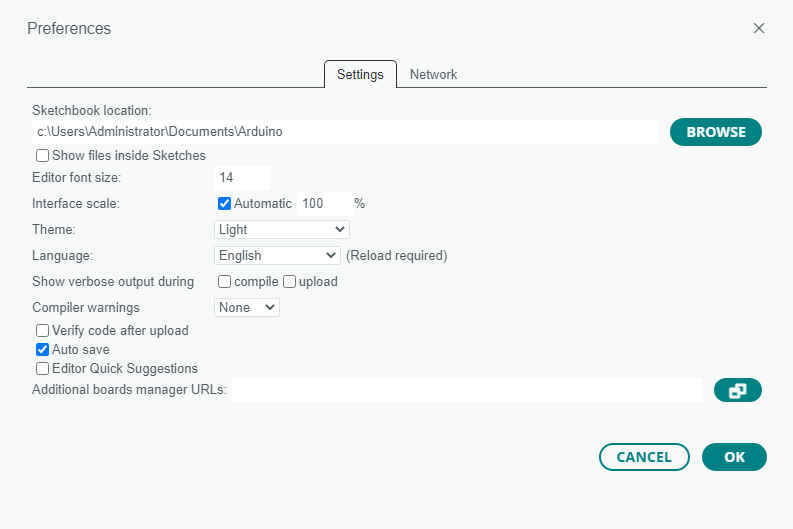 Preferences
Settings Network
Sketchbook location:
c:\Users\Administrator\Documents\Arduino BROWSE
Show files inside Sketches
Editor font size: 14
Interface scale: Automatic 100 %
Theme: Light
Language: English (Reload required)
Show verbose output during compile upload
Compiler warnings None
Verify code after upload
Auto save
Editor Quick Suggestions
Additional boards manager URLs:
CANCEL OK